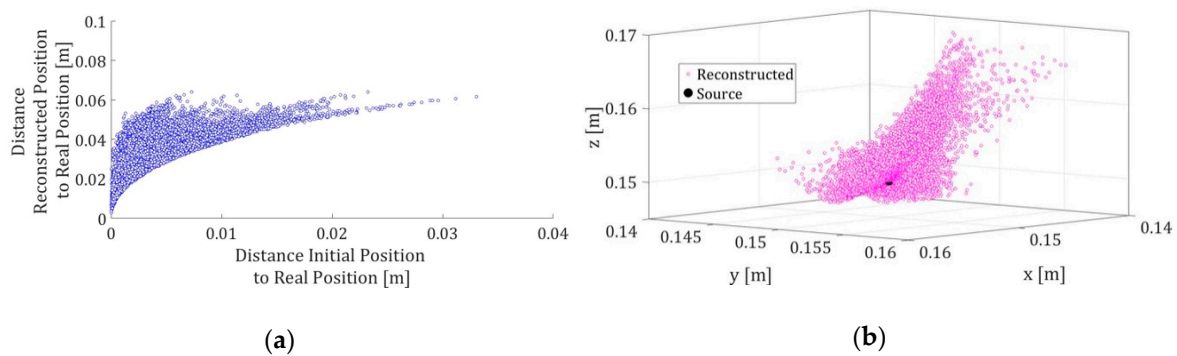 Distance
Reconstructed Position
to Real Position [m]
0.1
0.08
0.06
0.04
0.02
0
0
0.01
0.02
0.03
0.04
Distance Initial Position
to Real Position [m]
(a)
0.17
0.16
0.15
0.14
z [m]
Reconstructed
Source
0.14
0.145
0.15
0.155
0.16
y [m]
0.16
0.15
0.14
x [m]
(b)